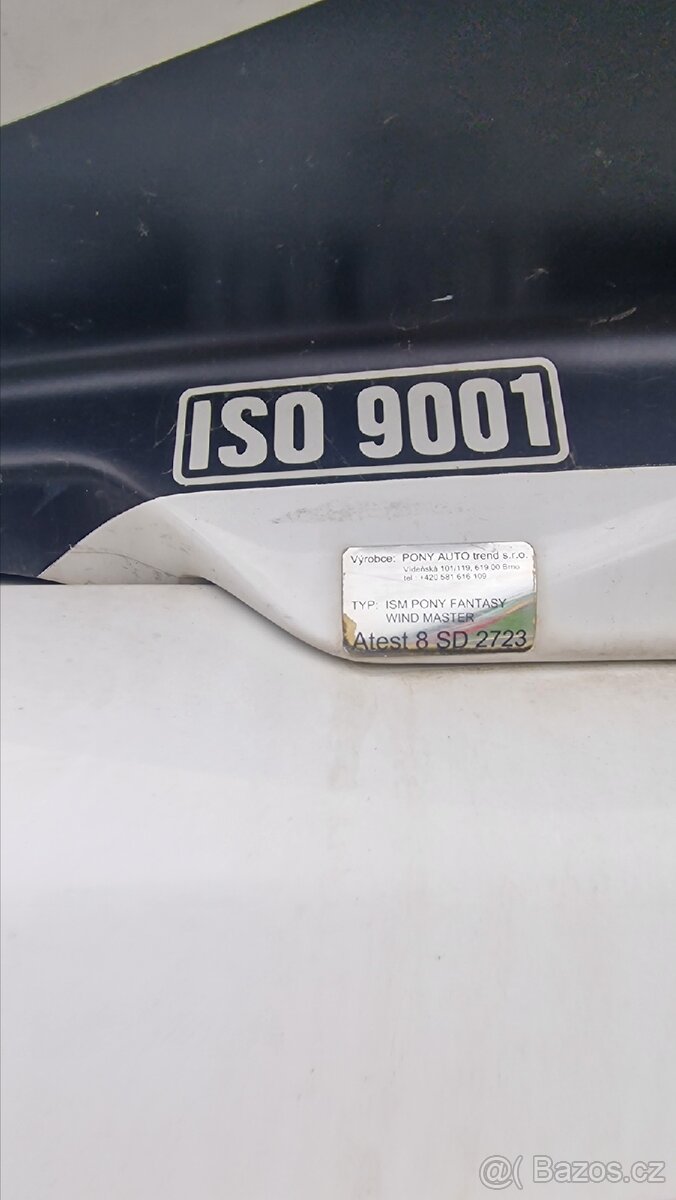 ISO 9001
Výrobce: PONY AUTO trend s.r.o.
Vídeňská 101/119, 619 00 Brno
tel.: +420 581 616 109
TYP: ISM PONY FANTASY
WIND MASTER
Atest 8 SD 2723
@( Bazos.cz